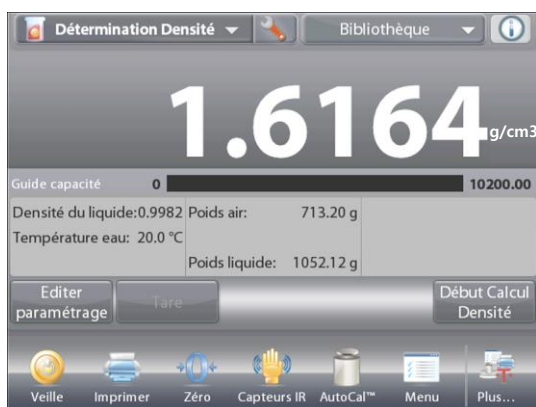 Détermination Densité Bibliothèque
1.6164 g/cm3
Guide capacité 0 10200.00
Densité du liquide:0.9982 Poids air: 713.20 g
Température eau: 20.0 °C
Poids liquide: 1052.12 g
Editer paramétrage
Tare
Début Calcul Densité
Veille Imprimer Zéro Capteurs IR AutoCal™ Menu Plus...